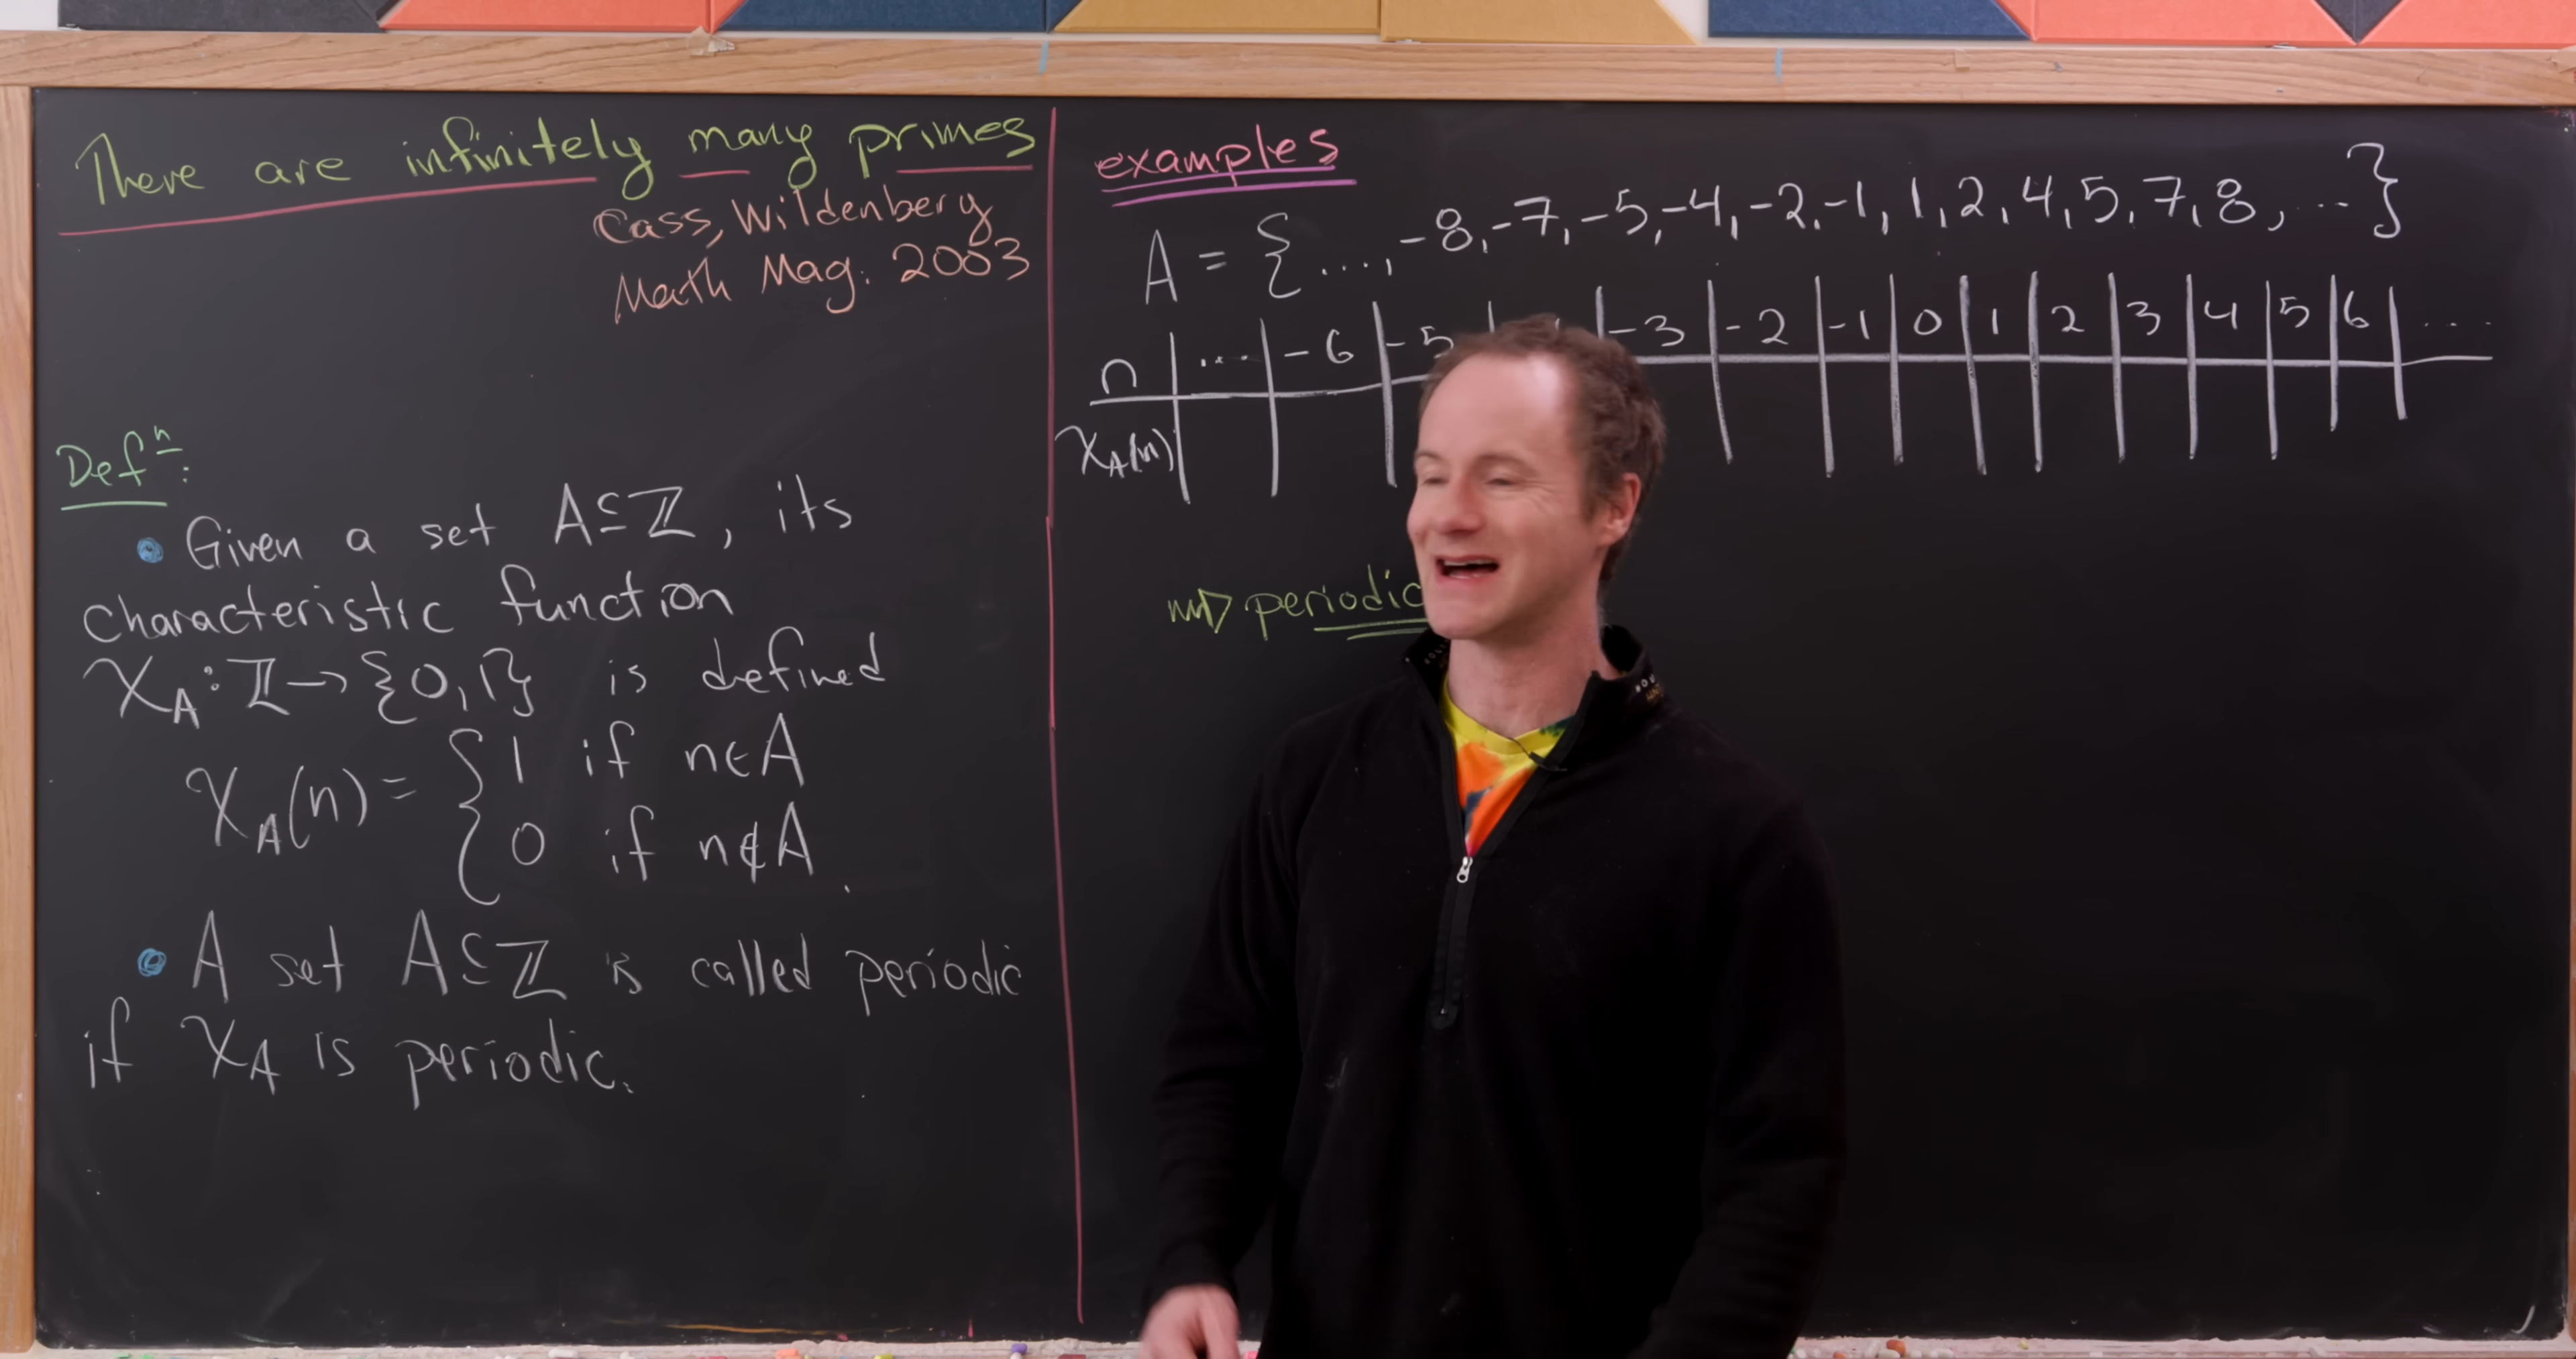 There are infinitely many primes
Cass, Wildenberg
Math Mag. 2003
Defⁿ:
• Given a set A⊆ℤ, its
characteristic function
χ_A : ℤ → {0,1} is defined
χ_A(n) = { 1 if n∈A
0 if n∉A .
• A set A⊆ℤ is called periodic
if χ_A is periodic.
examples
A = {..., -8, -7, -5, -4, -2, -1, 1, 2, 4, 5, 7, 8, ...}
n | ... | -6 | -5 | | -3 | -2 | -1 | 0 | 1 | 2 | 3 | 4 | 5 | 6 | ...
χ_A(n)
⇝ periodic